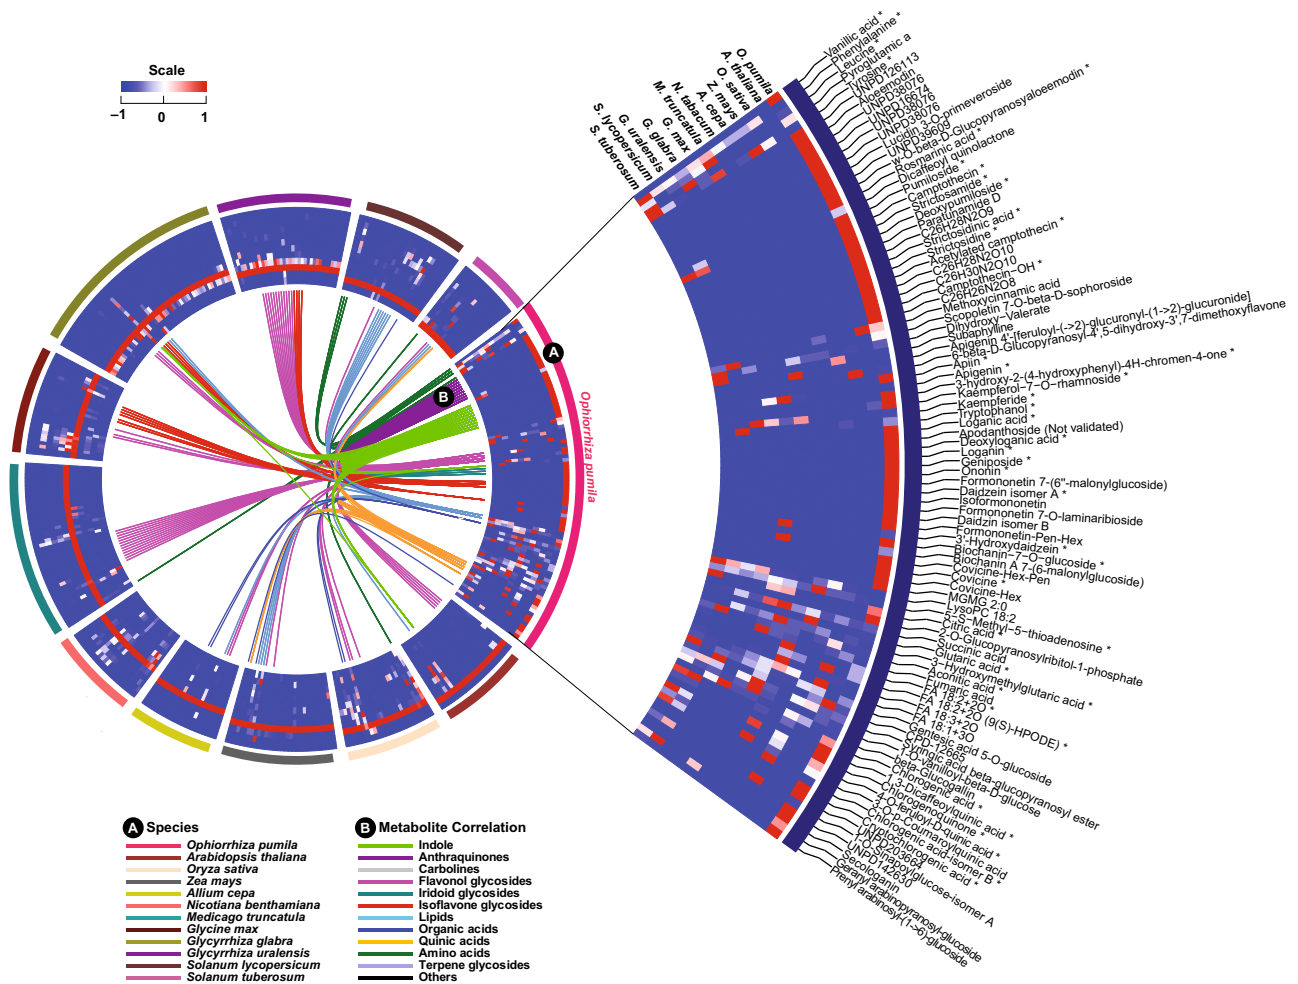 Scale
−1
0
1
S. tuberosum
S. lycopersicum
G. uralensis
G. glabra
G. max
M. truncatula
N. tabacum
A. cepa
Z. mays
O. sativa
A. thaliana
O. pumila
Vanillic acid *
Phenylalanine *
Leucine *
Pyroglutamic a
Tyrosine *
UNPD126113
Aloeemodin
UNPD38076
UNPD16674
UNPD38076
UNPD38076
UNPD39609
Lucidin 3-O-primeveroside
w-O-beta-D-Glucopyranosyaloeemodin *
Rosmarinic acid *
Dicaffeoyl quinolactone
Pumiloside *
Camptothecin *
Strictosamide *
Deoxypumiloside *
Paratunamide D
C26H28N2O9
Strictosidinic acid *
Strictosidine *
Acetylated camptothecin *
C26H28N2O10
C26H30N2O10
Camptothecin−OH *
C26H26N2O8
Methoxycinnamic acid
Scopoletin 7-O-beta-D-sophoroside
Dihydroxy−Valerate
Subaphylline
Apigenin 4'-[feruloyl-(->2)-glucuronyl-(1->2)-glucuronide]
6-beta-D-Glucopyranosyl-4',5-dihydroxy-3',7-dimethoxyflavone
Apiin *
Apigenin *
3-hydroxy-2-(4-hydroxyphenyl)-4H-chromen-4-one *
Kaempferol−7−O−rhamnoside *
Kaempferide *
Tryptophanol *
Loganic acid *
Apodanthoside (Not validated)
Deoxyloganic acid *
Loganin *
Geniposide *
Ononin *
Formononetin 7-(6"-malonylglucoside)
Daidzein isomer A *
Isoformononetin
Formononetin 7-O-laminaribioside
Daidzin isomer B
Formononetin-Pen-Hex
3'-Hydroxydaidzein *
Biochanin−7−O−glucoside *
Biochanin A 7-(6-malonylglucoside)
Covicine-Hex-Pen
Covicine *
Covicine-Hex
MGMG 2:0
LysoPC 18:2
5−S−Methyl−5−thioadenosine *
Citric acid *
2-O-Glucopyranosylribitol-1-phosphate
Succinic acid
Glutaric acid *
3−Hydroxymethylglutaric acid *
Aconitic acid *
Fumaric acid
FA 18:2+2O *
FA 18:2+2O (9(S)-HPODE) *
FA 18:3+2O
FA 18:1+3O
Gentesic acid 5-O-glucoside
CPD-12665
Syringic acid beta-glucopyranosyl ester
1-O-vanilloyl-beta-D-glucose
beta-Glucogallin
Chlorogenic acid *
1,3-Dicaffeoylquinic acid *
Chlorogenoquinone *
4-O-feruloyl-D-quinic acid *
3-O-p-Coumaroylquinic acid
Chlorogenic acid-isomer B *
Cryptochlorogenic acid *
UNPD203664
1-O-Sinapoylglucose-isomer A
UNPD142630
Secologanin
Geranyl arabinopyranosyl-glucoside
Prenyl arabinosyl-(1->6)-glucoside
A
B
Ophiorrhiza pumila
A Species
Ophiorrhiza pumila
Arabidopsis thaliana
Oryza sativa
Zea mays
Allium cepa
Nicotiana benthamiana
Medicago truncatula
Glycine max
Glycyrrhiza glabra
Glycyrrhiza uralensis
Solanum lycopersicum
Solanum tuberosum
B Metabolite Correlation
Indole
Anthraquinones
Carbolines
Flavonol glycosides
Iridoid glycosides
Isoflavone glycosides
Lipids
Organic acids
Quinic acids
Amino acids
Terpene glycosides
Others